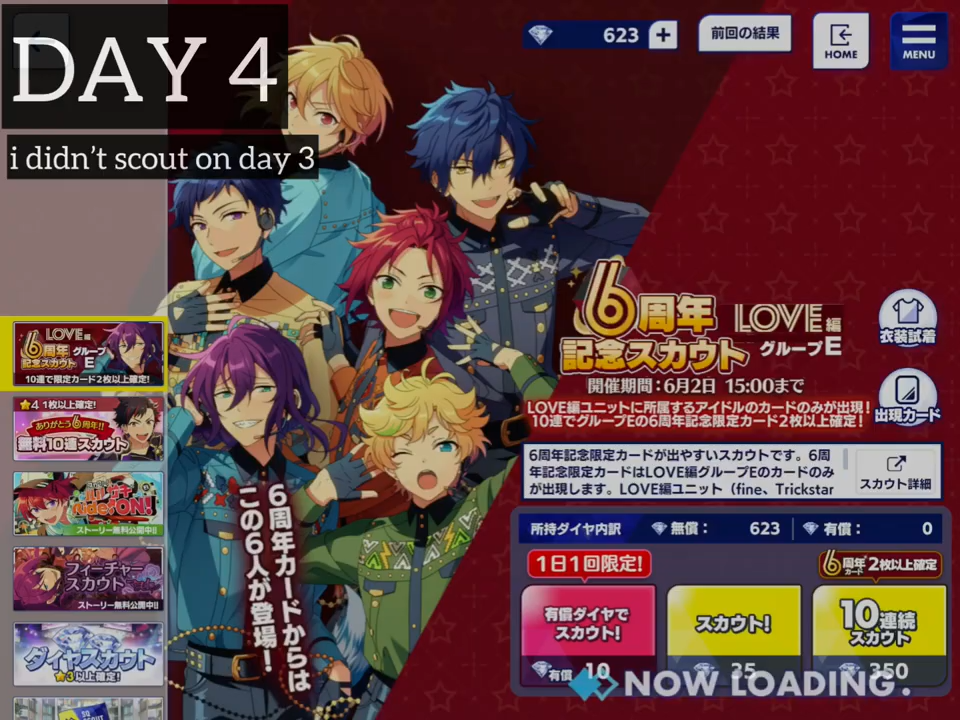 DAY 4
i didn't scout on day 3
623
前回の結果
HOME
MENU
LOVE編
6周年
記念スカウト
グループE
10連で限定カード2枚以上確定!
★4 1枚以上確定!
ありがとう6周年!!
無料10連スカウト
ストーリー無料公開中!!
フィーチャー
スカウト
ストーリー無料公開中!!
ダイヤスカウト
★3以上確定!
6周年カードからは
この6人が登場!
6周年 LOVE編
記念スカウト グループE
開催期間:6月2日 15:00まで
LOVE編ユニットに所属するアイドルのカードのみが出現!
10連でグループEの6周年記念限定カード2枚以上確定!
衣装試着
出現カード
6周年記念限定カードが出やすいスカウトです。6周
年記念限定カードはLOVE編グループEのカードのみ
が出現します。LOVE編ユニット(fine、Trickstar
スカウト詳細
所持ダイヤ内訳 無償: 623 有償: 0
1日1回限定!
6周年カード2枚以上確定
有償ダイヤで
スカウト!
有償 10
スカウト!
35
10連続
スカウト
350
NOW LOADING.